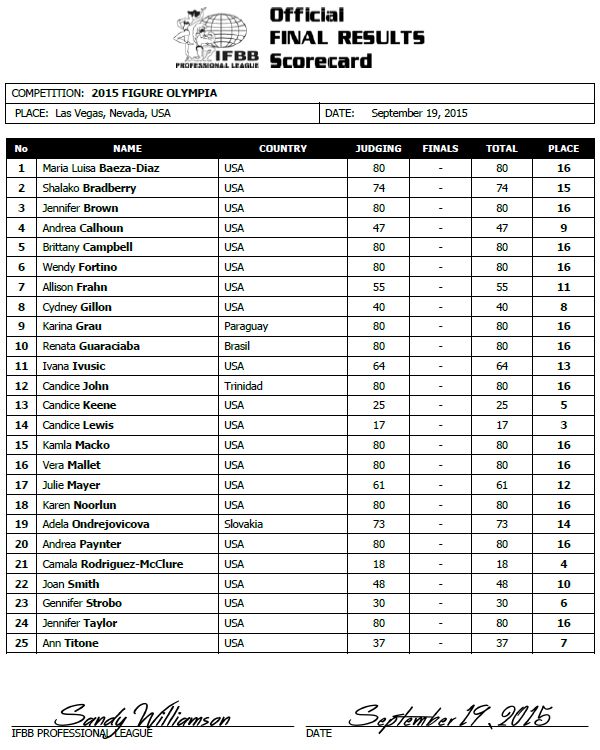 Official
FINAL RESULTS
Scorecard
IFBB
PROFESSIONAL LEAGUE
COMPETITION: 2015 FIGURE OLYMPIA
PLACE: Las Vegas, Nevada, USA DATE: September 19, 2015
No NAME COUNTRY JUDGING FINALS TOTAL PLACE
1 Maria Luisa Baeza-Diaz USA 80 - 80 16
2 Shalako Bradberry USA 74 - 74 15
3 Jennifer Brown USA 80 - 80 16
4 Andrea Calhoun USA 47 - 47 9
5 Brittany Campbell USA 80 - 80 16
6 Wendy Fortino USA 80 - 80 16
7 Allison Frahn USA 55 - 55 11
8 Cydney Gillon USA 40 - 40 8
9 Karina Grau Paraguay 80 - 80 16
10 Renata Guaraciaba Brasil 80 - 80 16
11 Ivana Ivusic USA 64 - 64 13
12 Candice John Trinidad 80 - 80 16
13 Candice Keene USA 25 - 25 5
14 Candice Lewis USA 17 - 17 3
15 Kamla Macko USA 80 - 80 16
16 Vera Mallet USA 80 - 80 16
17 Julie Mayer USA 61 - 61 12
18 Karen Noorlun USA 80 - 80 16
19 Adela Ondrejovicova Slovakia 73 - 73 14
20 Andrea Paynter USA 80 - 80 16
21 Camala Rodriguez-McClure USA 18 - 18 4
22 Joan Smith USA 48 - 48 10
23 Gennifer Strobo USA 30 - 30 6
24 Jennifer Taylor USA 80 - 80 16
25 Ann Titone USA 37 - 37 7
Sandy Williamson September 19, 2015
IFBB PROFESSIONAL LEAGUE DATE